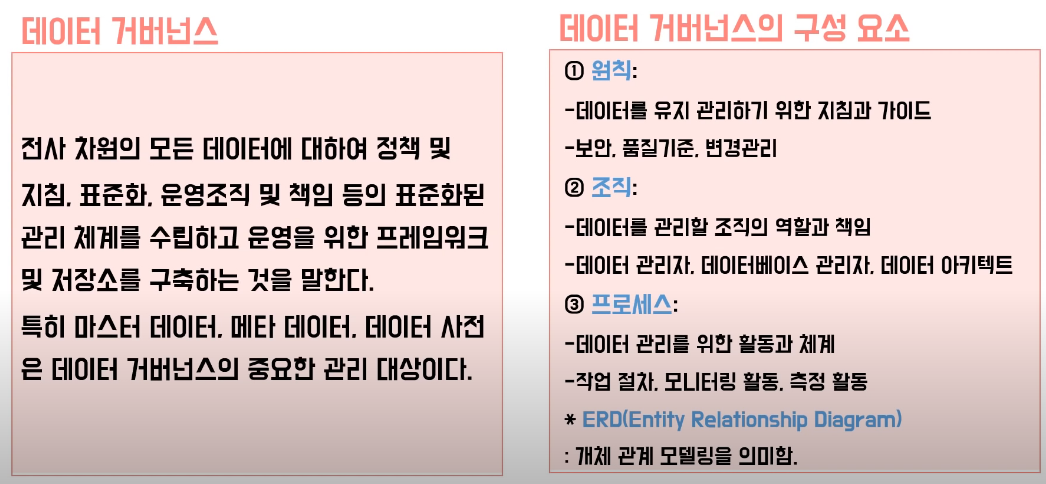 데이터 거버넌스
전사 차원의 모든 데이터에 대하여 정책 및
지침, 표준화, 운영조직 및 책임 등의 표준화된
관리 체계를 수립하고 운영을 위한 프레임워크
및 저장소를 구축하는 것을 말한다.
특히 마스터 데이터, 메타 데이터, 데이터 사전
은 데이터 거버넌스의 중요한 관리 대상이다.
데이터 거버넌스의 구성 요소
① 원칙:
-데이터를 유지 관리하기 위한 지침과 가이드
-보안, 품질기준, 변경관리
② 조직:
-데이터를 관리할 조직의 역할과 책임
-데이터 관리자, 데이터베이스 관리자, 데이터 아키텍트
③ 프로세스:
-데이터 관리를 위한 활동과 체계
-작업 절차, 모니터링 활동, 측정 활동
* ERD(Entity Relationship Diagram)
: 개체 관계 모델링을 의미함.